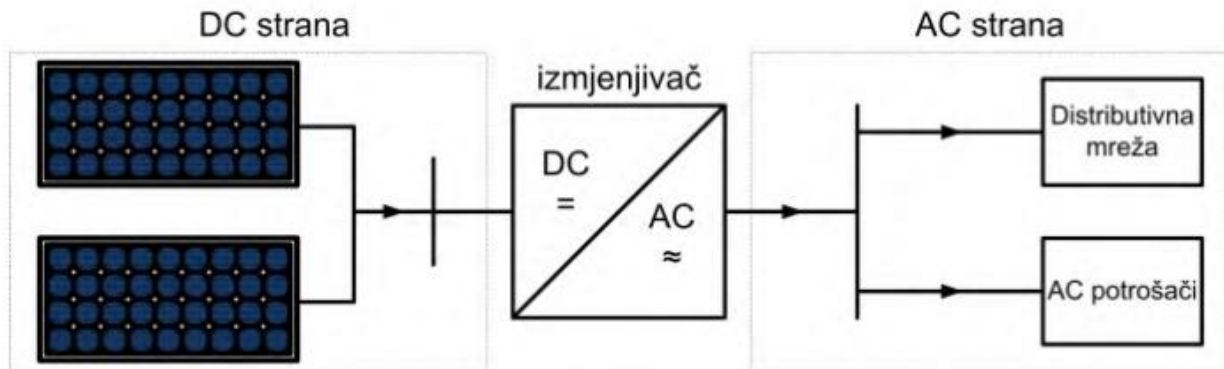 DC strana
AC strana
izmjenjivač
DC
=
AC
≈
Distributivna
mreža
AC potrošači